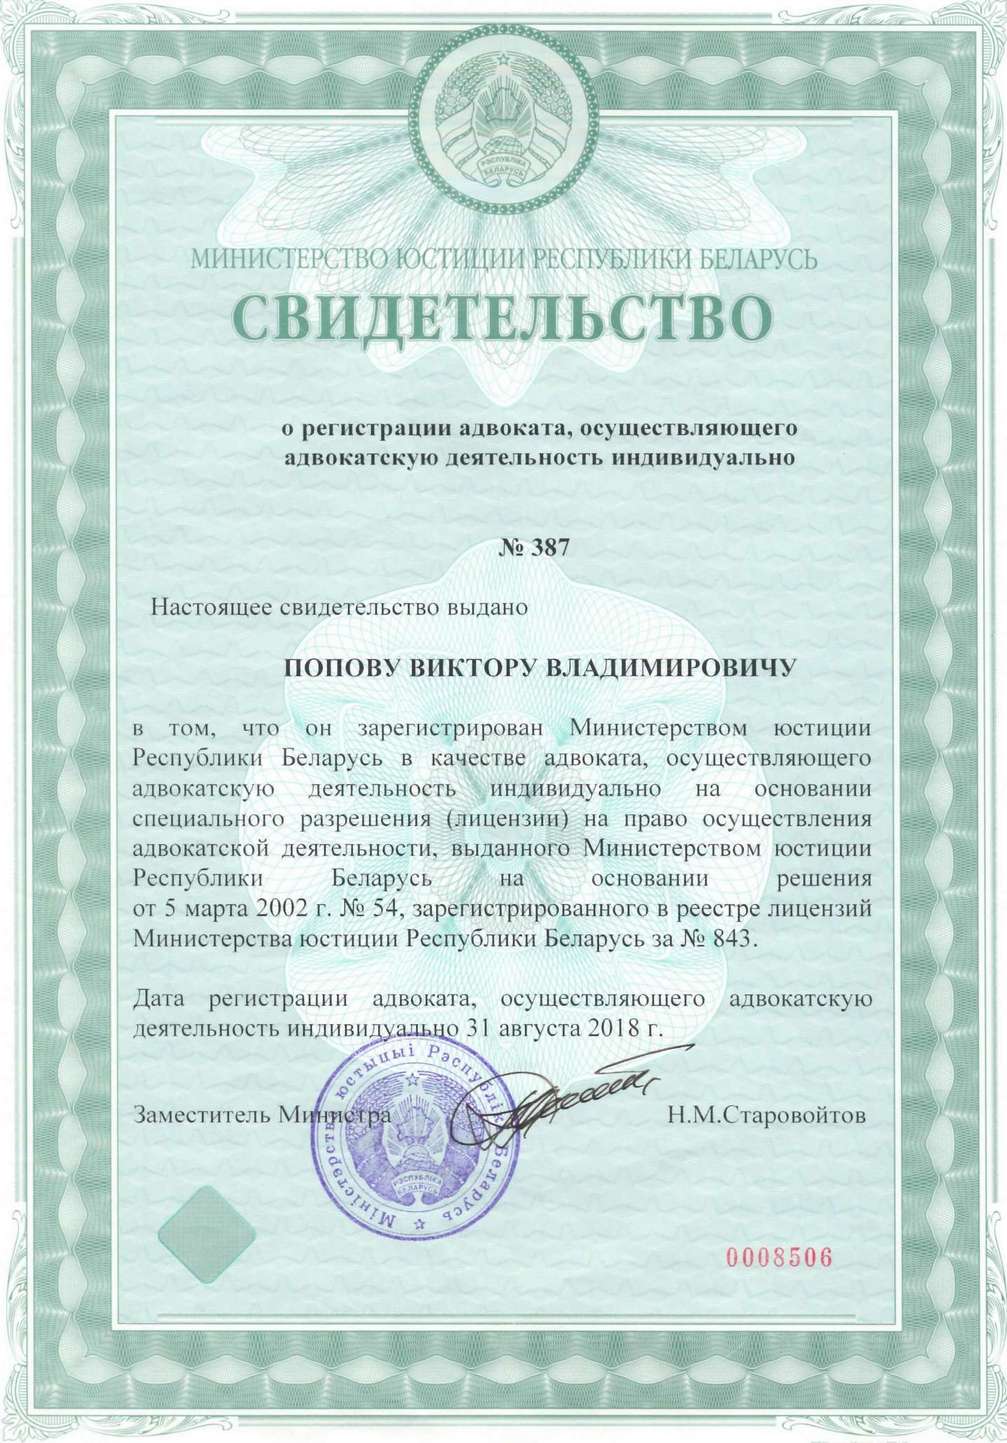 РЭСПУБЛІКА
БЕЛАРУСЬ
МИНИСТЕРСТВО ЮСТИЦИИ РЕСПУБЛИКИ БЕЛАРУСЬ
СВИДЕТЕЛЬСТВО
о регистрации адвоката, осуществляющего
адвокатскую деятельность индивидуально
№ 387
Настоящее свидетельство выдано
ПОПОВУ ВИКТОРУ ВЛАДИМИРОВИЧУ
в том, что он зарегистрирован Министерством юстиции
Республики Беларусь в качестве адвоката, осуществляющего
адвокатскую деятельность индивидуально на основании
специального разрешения (лицензии) на право осуществления
адвокатской деятельности, выданного Министерством юстиции
Республики Беларусь на основании решения
от 5 марта 2002 г. № 54, зарегистрированного в реестре лицензий
Министерства юстиции Республики Беларусь за № 843.
Дата регистрации адвоката, осуществляющего адвокатскую
деятельность индивидуально 31 августа 2018 г.
Заместитель Министра Н.М.Старовойтов
Міністэрства юстыцыі Рэспублікі Беларусь
РЭСПУБЛІКА
БЕЛАРУСЬ
0008506